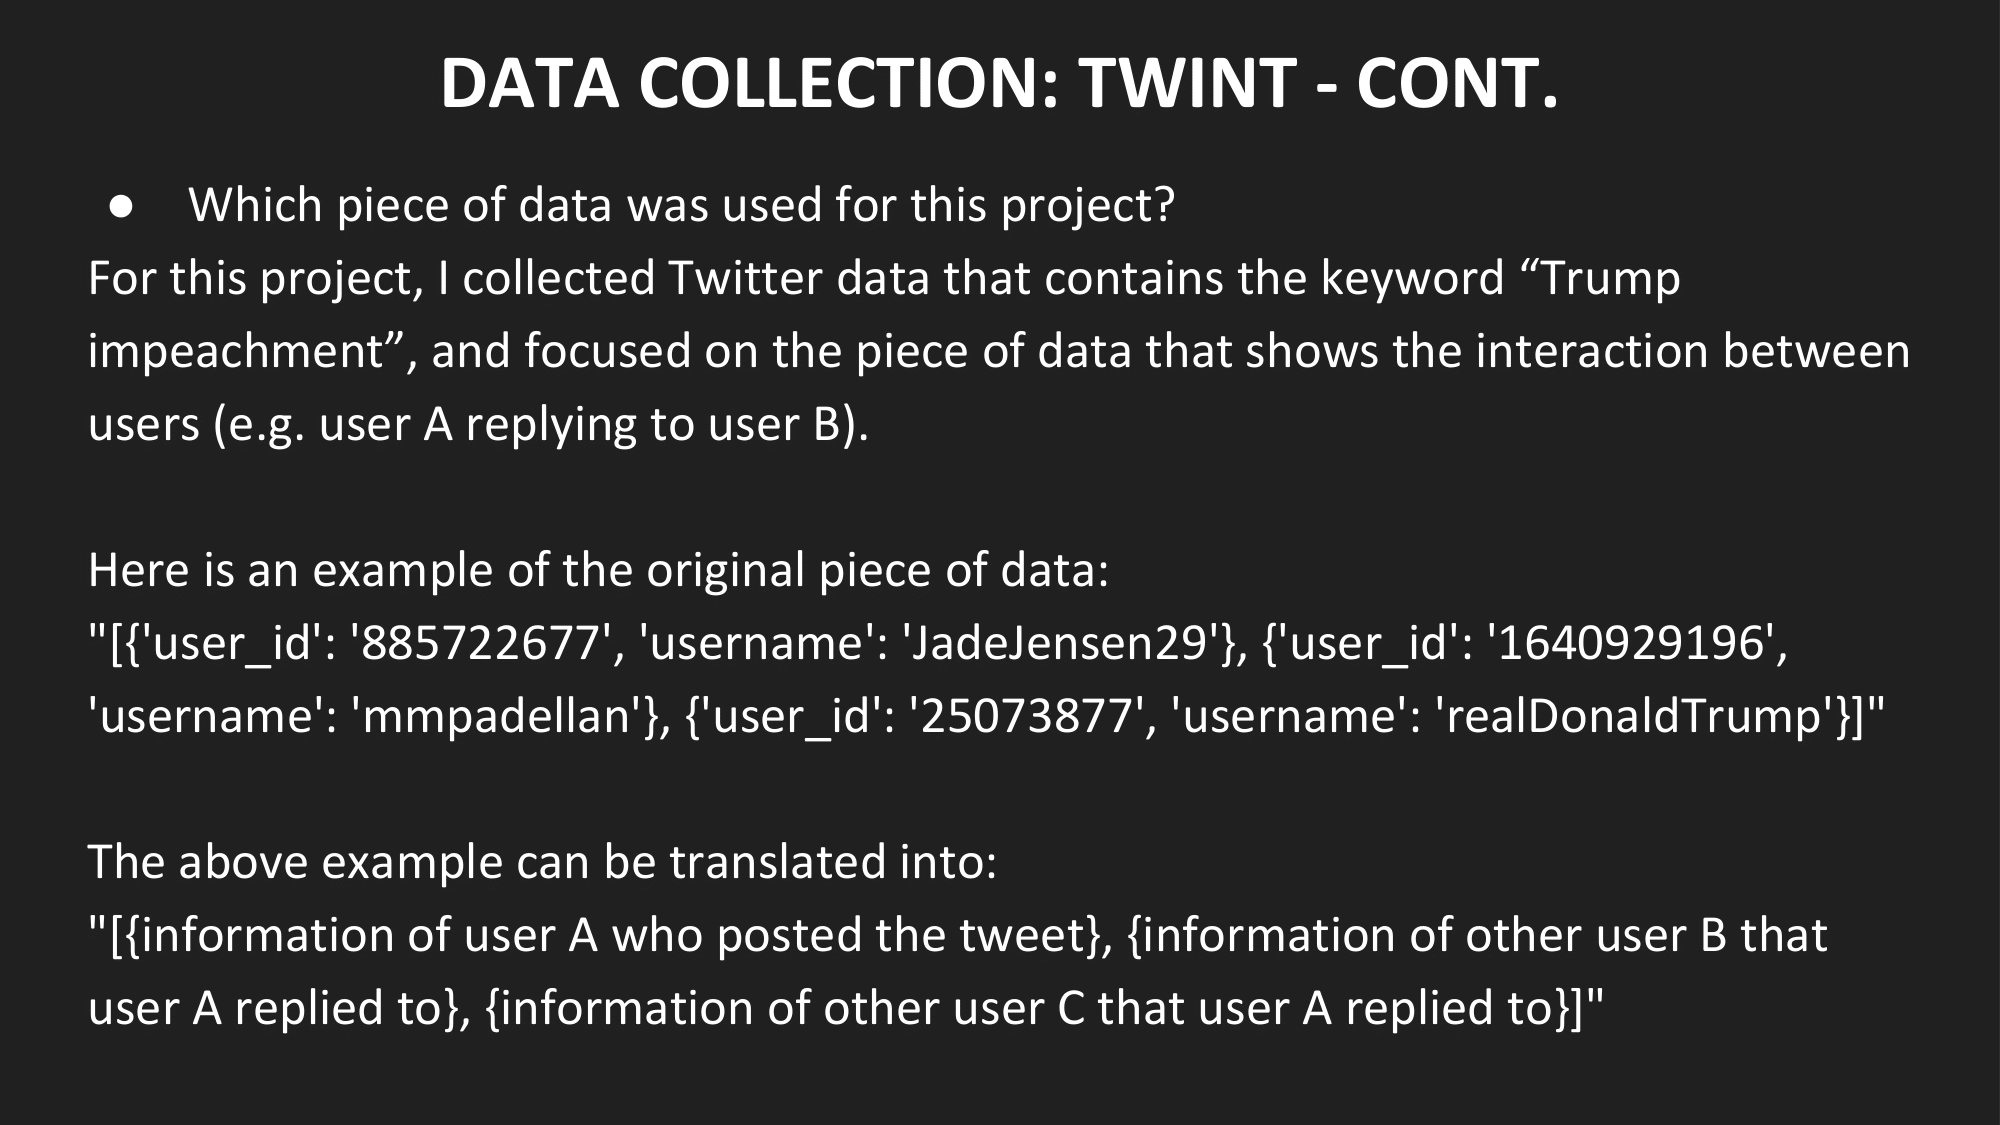 DATA COLLECTION: TWINT - CONT.
● Which piece of data was used for this project?
For this project, I collected Twitter data that contains the keyword “Trump
impeachment”, and focused on the piece of data that shows the interaction between
users (e.g. user A replying to user B).
Here is an example of the original piece of data:
"[{'user_id': '885722677', 'username': 'JadeJensen29'}, {'user_id': '1640929196',
'username': 'mmpadellan'}, {'user_id': '25073877', 'username': 'realDonaldTrump'}]"
The above example can be translated into:
"[{information of user A who posted the tweet}, {information of other user B that
user A replied to}, {information of other user C that user A replied to}]"